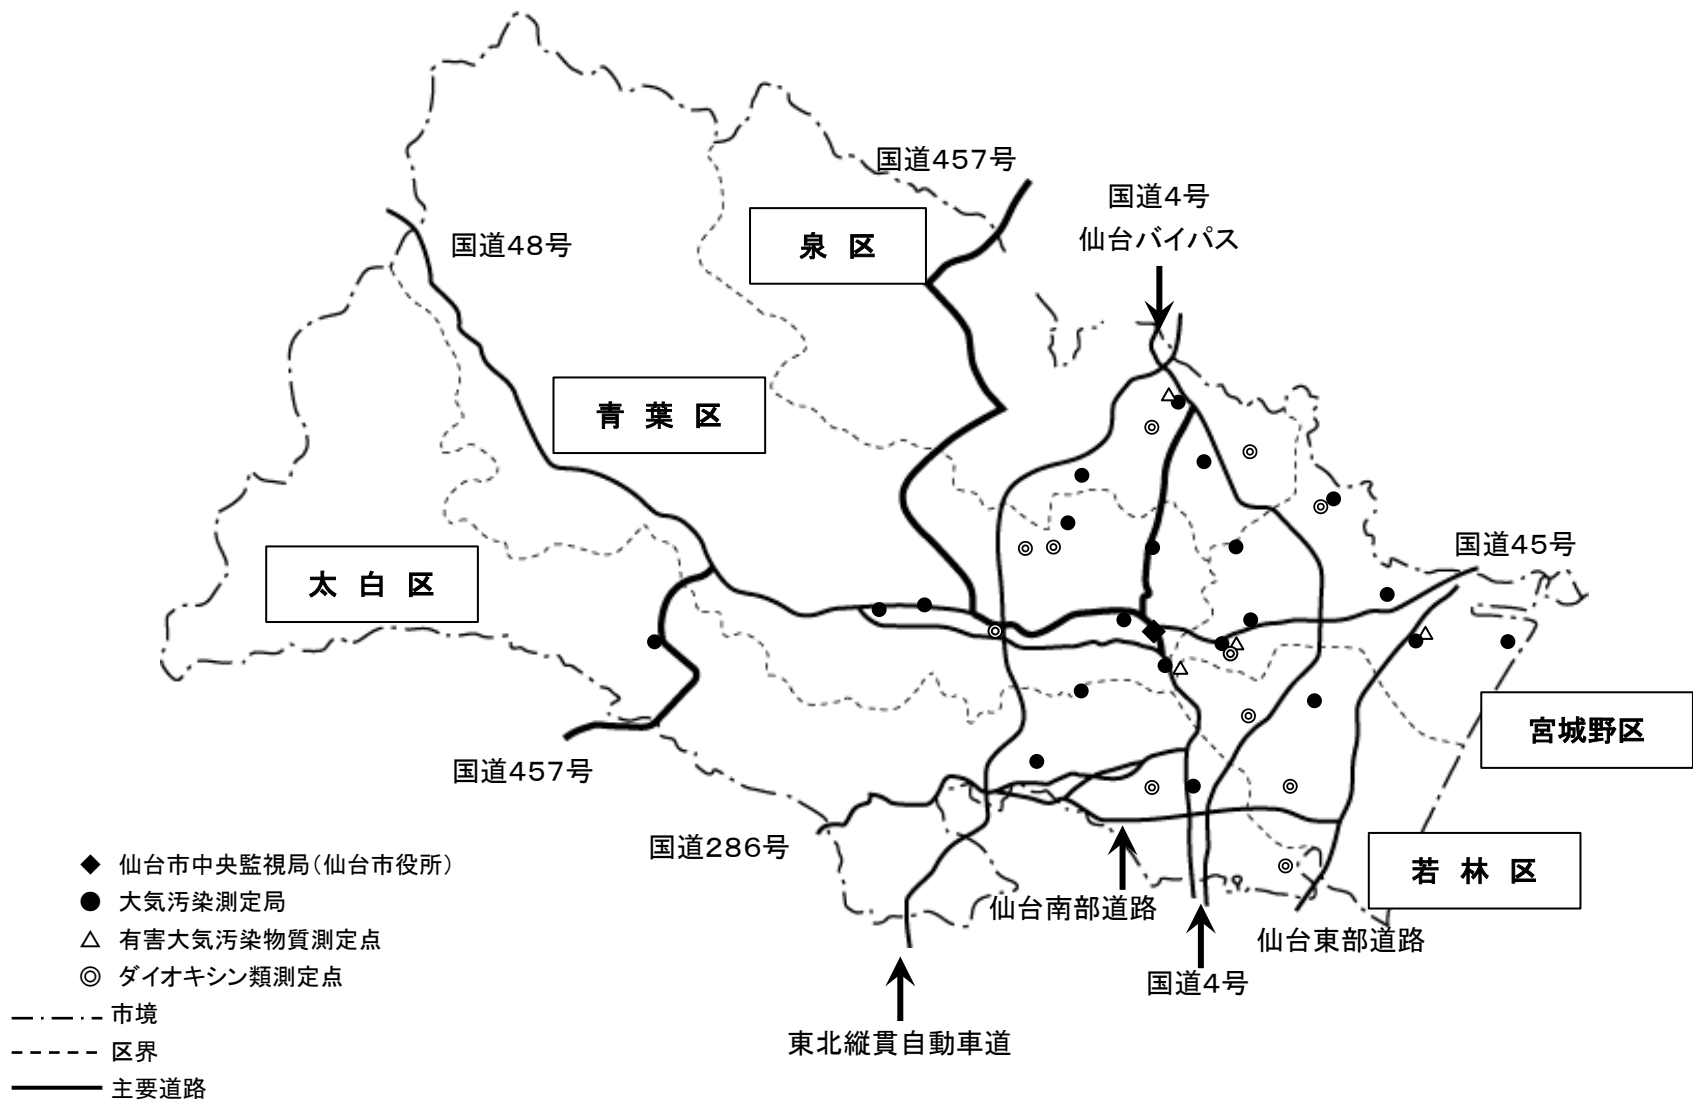 国道457号
国道4号
仙台バイパス
国道48号
泉 区
青 葉 区
国道45号
太 白 区
宮城野区
国道457号
国道286号
若 林 区
仙台南部道路
仙台東部道路
国道4号
東北縦貫自動車道
仙台市中央監視局(仙台市役所)
大気汚染測定局
有害大気汚染物質測定点
ダイオキシン類測定点
市境
区界
主要道路